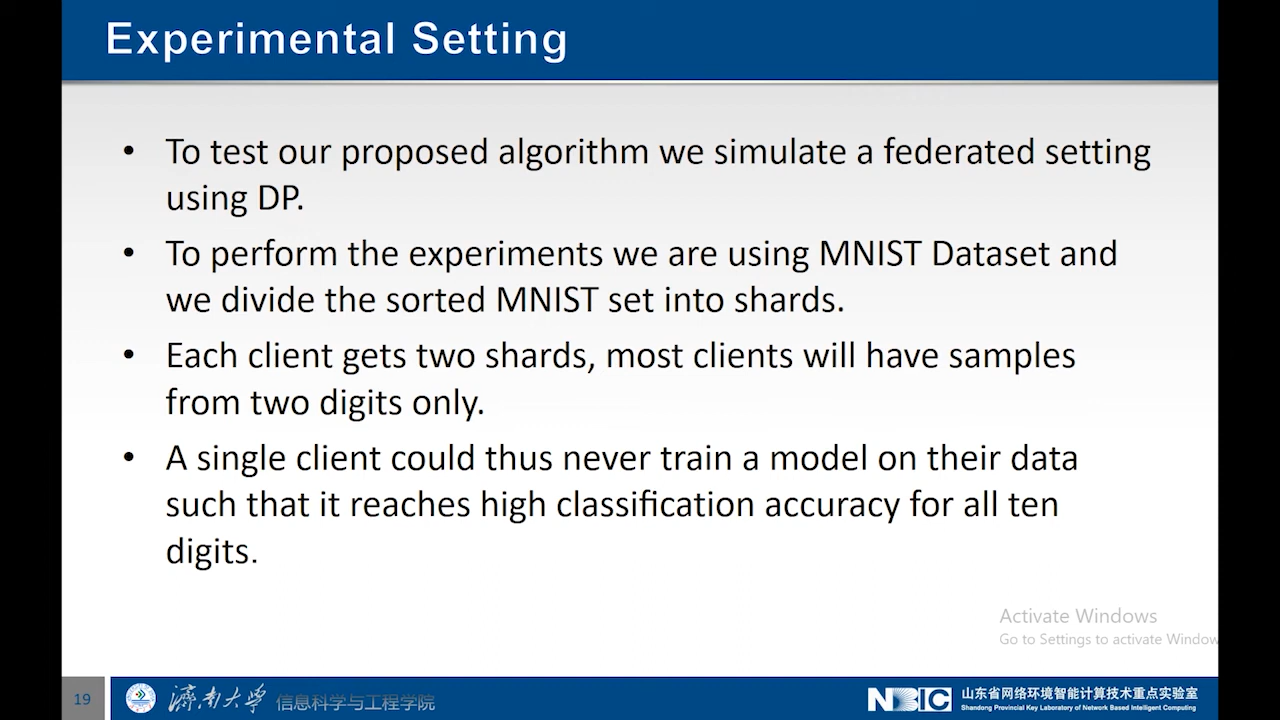 Experimental Setting
• To test our proposed algorithm we simulate a federated setting
using DP.
• To perform the experiments we are using MNIST Dataset and
we divide the sorted MNIST set into shards.
• Each client gets two shards, most clients will have samples
from two digits only.
• A single client could thus never train a model on their data
such that it reaches high classification accuracy for all ten
digits.
Activate Windows
Go to Settings to activate Window
19
濟南大学 信息科学与工程学院
NBIC 山东省网络环境智能计算技术重点实验室
Shandong Provincial Key Laboratory of Network Based Intelligent Computing